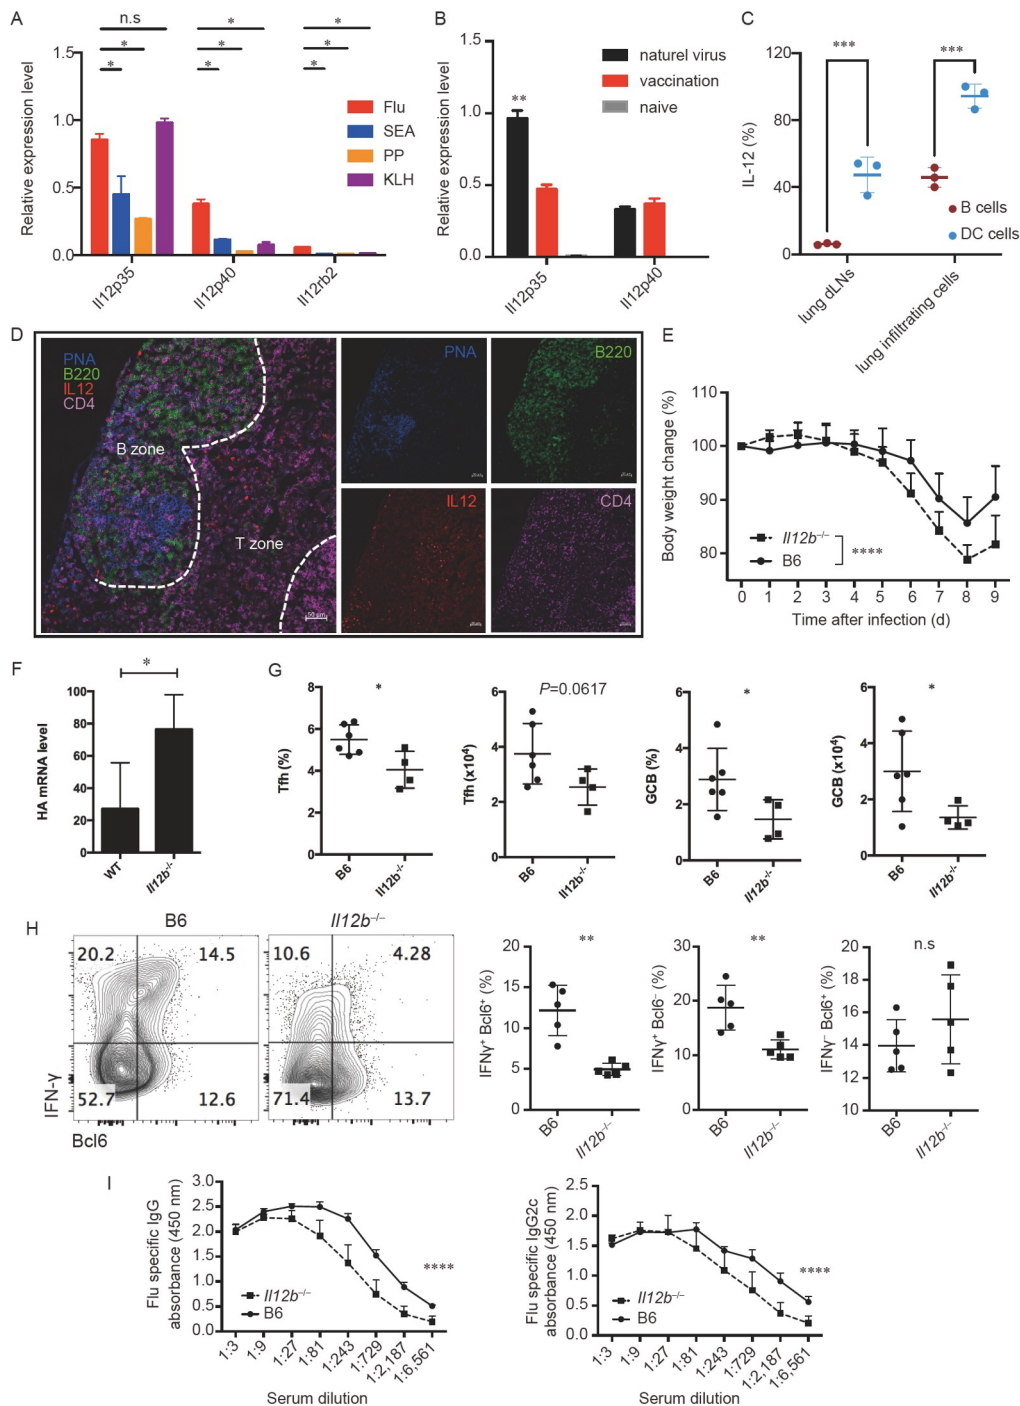 A
n.s
*
*
*
*
*
*
*
*
1.5
1.0
0.5
0.0
Relative expression level
Flu
SEA
PP
KLH
Il12p35
Il12p40
Il12rb2
B
1.5
1.0
0.5
0.0
Relative expression level
**
naturel virus
vaccination
naive
Il12p35
Il12p40
C
***
***
180
120
60
0
IL-12 (%)
B cells
DC cells
lung dLNs
lung infiltrating cells
D
PNA
B220
IL12
CD4
B zone
T zone
50 μm
PNA
B220
IL12
CD4
E
110
100
90
80
Body weight change (%)
Il12b–/–
B6
****
0 1 2 3 4 5 6 7 8 9
Time after infection (d)
F
*
100
80
60
40
20
0
HA mRNA level
WT
Il12b-/-
G
*
8
6
4
2
0
Tfh (%)
B6
Il12b-/-
P=0.0617
6
4
2
0
Tfh (x10⁴)
B6
Il12b-/-
*
6
4
2
0
GCB (%)
B6
Il12b-/-
*
6
3
0
GCB (x10⁴)
B6
Il12b-/-
H
B6
20.2 14.5
52.7 12.6
Il12b–/–
10.6 4.28
71.4 13.7
IFN-γ
Bcl6
**
20
15
10
5
0
IFNγ⁺ Bcl6⁺ (%)
B6
Il12b-/-
**
30
20
10
0
IFNγ⁺ Bcl6⁻ (%)
B6
Il12b-/-
n.s
18
16
14
12
10
IFNγ⁻ Bcl6⁺ (%)
B6
Il12b-/-
I
3.0
2.5
2.0
1.5
1.0
0.5
0.0
Flu specific IgG
absorbance (450 nm)
Il12b–/–
B6
****
1:3
1:9
1:27
1:81
1:243
1:729
1:2,187
1:6,561
Serum dilution
2.5
2.0
1.5
1.0
0.5
0.0
Flu specific IgG2c
absorbance (450 nm)
Il12b–/–
B6
****
1:3
1:9
1:27
1:81
1:243
1:729
1:2,187
1:6,561
Serum dilution